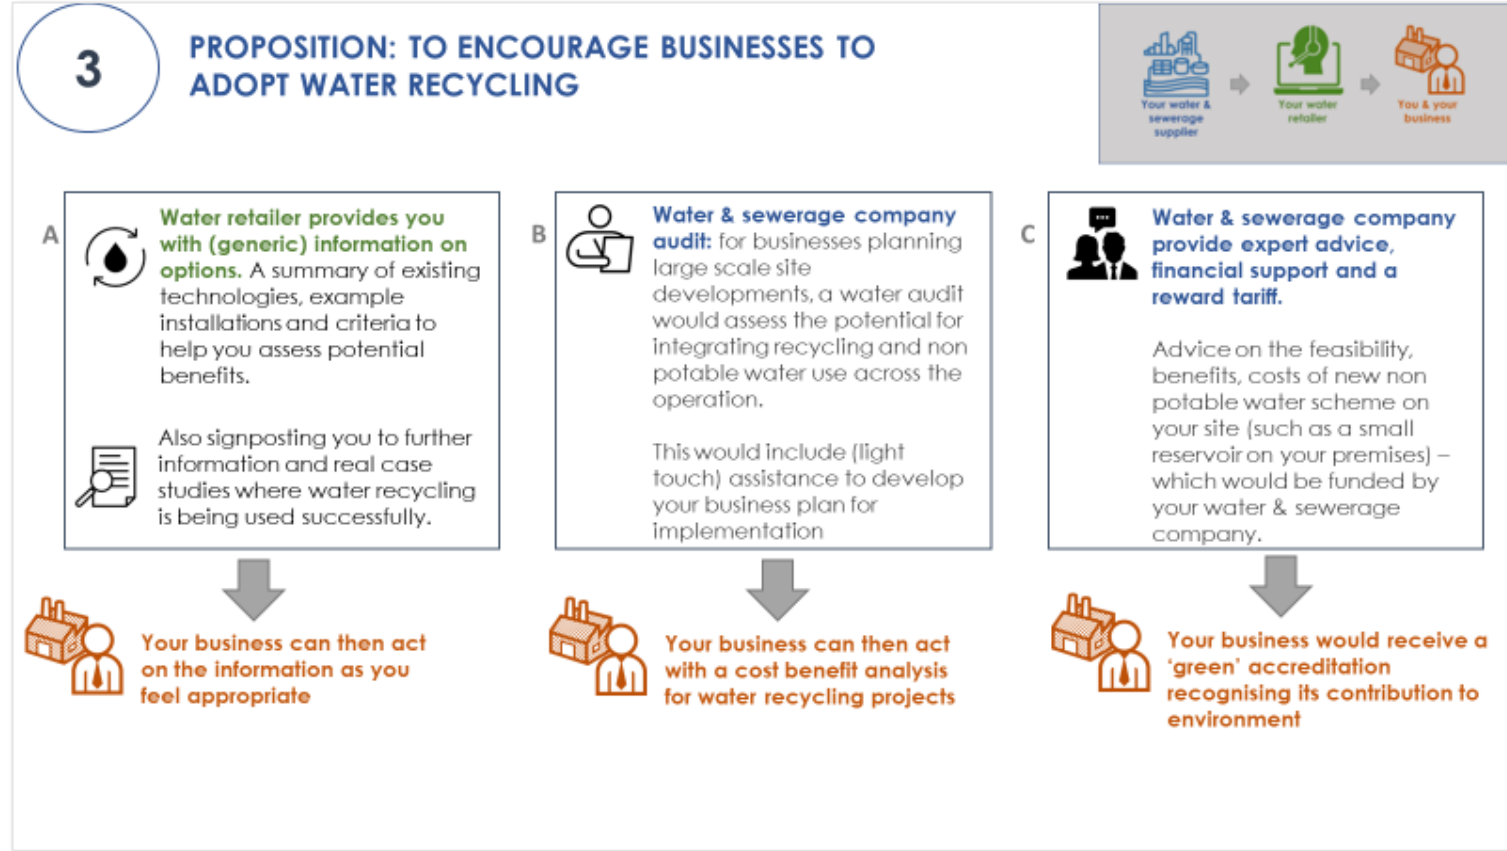 3
PROPOSITION: TO ENCOURAGE BUSINESSES TO
ADOPT WATER RECYCLING
Your water &
sewerage
supplier
Your water
retailer
You & your
business
A
Water retailer provides you
with (generic) information on
options. A summary of existing
technologies, example
installations and criteria to
help you assess potential
benefits.
Also signposting you to further
information and real case
studies where water recycling
is being used successfully.
Your business can then act
on the information as you
feel appropriate
B
Water & sewerage company
audit: for businesses planning
large scale site
developments, a water audit
would assess the potential for
integrating recycling and non
potable water use across the
operation.
This would include (light
touch) assistance to develop
your business plan for
implementation
Your business can then act
with a cost benefit analysis
for water recycling projects
C
Water & sewerage company
provide expert advice,
financial support and a
reward tariff.
Advice on the feasibility,
benefits, costs of new non
potable water scheme on
your site (such as a small
reservoir on your premises) –
which would be funded by
your water & sewerage
company.
Your business would receive a
‘green’ accreditation
recognising its contribution to
environment